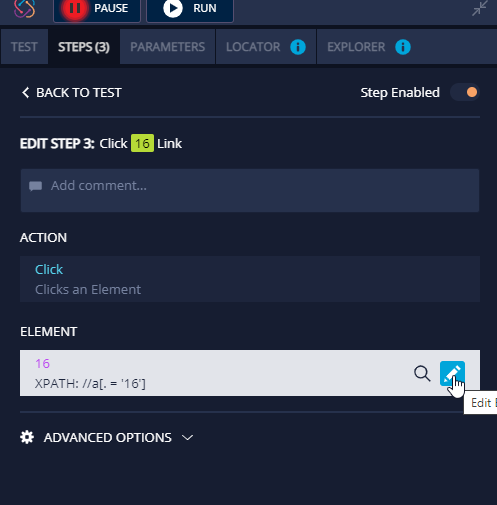 PAUSE RUN
TEST STEPS (3) PARAMETERS LOCATOR i EXPLORER i
BACK TO TEST Step Enabled
EDIT STEP 3: Click 16 Link
Add comment...
ACTION
Click
Clicks an Element
ELEMENT
16
XPATH: //a[. = '16']
Edit
ADVANCED OPTIONS